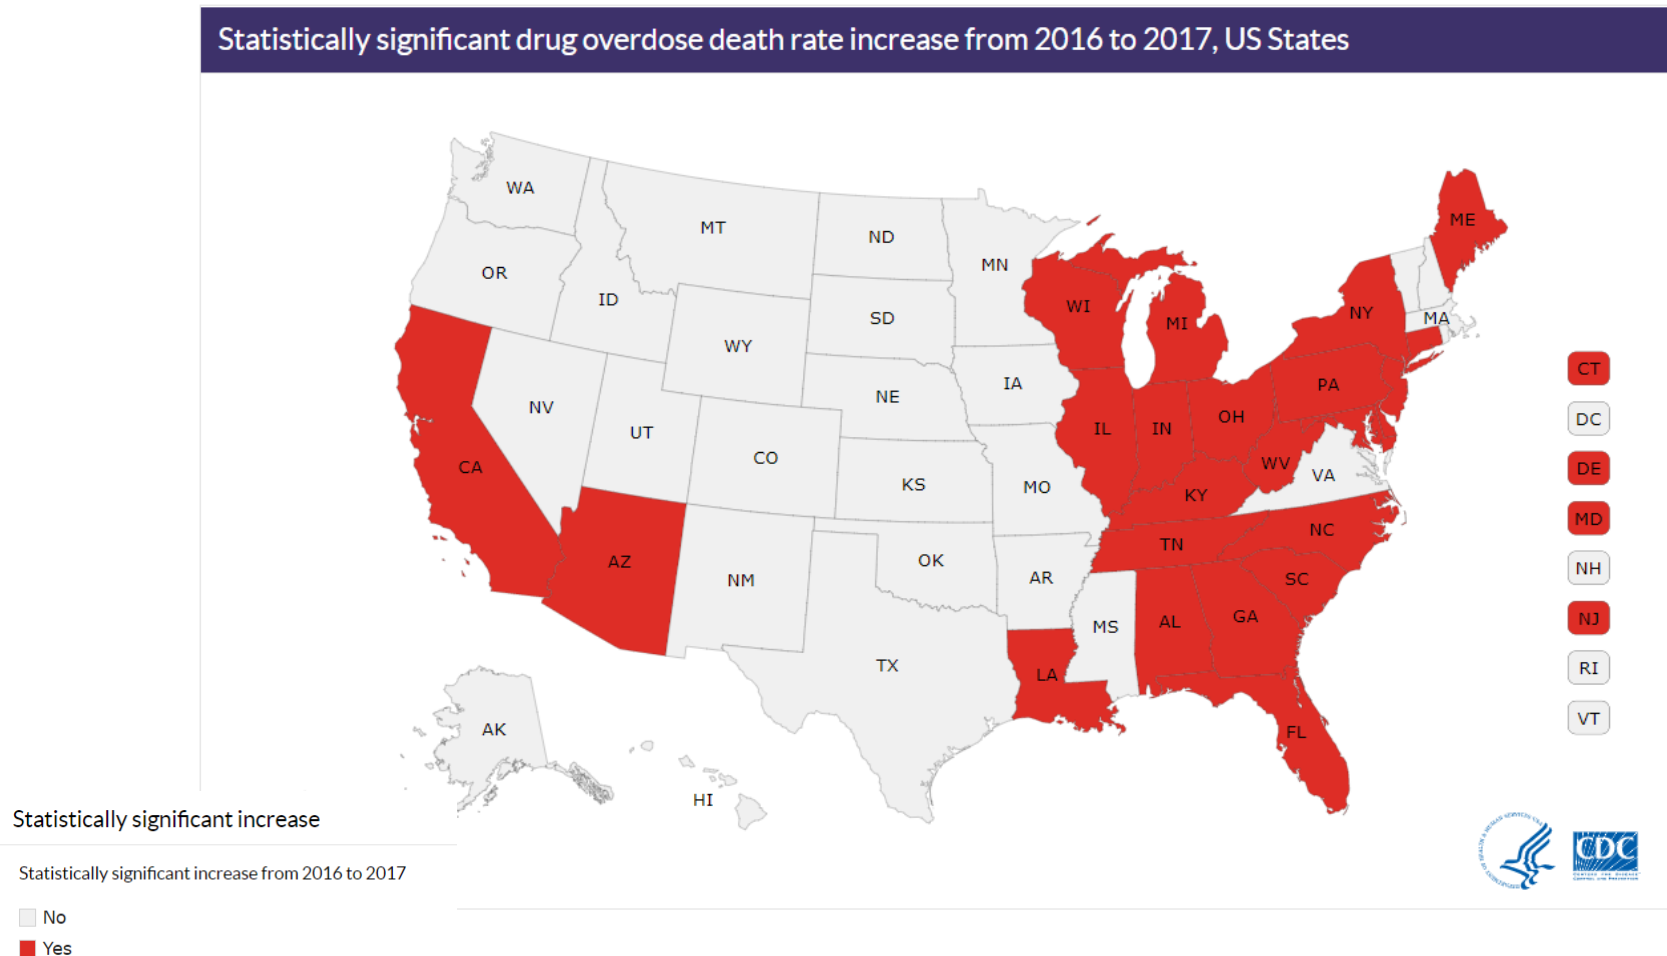 Statistically significant drug overdose death rate increase from 2016 to 2017, US States
WA
MT
ND
MN
OR
ID
SD
WY
WI
MI
NY
ME
MA
IA
NE
PA
CT
NV
UT
CO
IL
IN
OH
DC
CA
KS
MO
WV
VA
DE
KY
MD
AZ
NM
OK
AR
TN
NC
NH
SC
TX
MS
AL
GA
NJ
LA
RI
AK
FL
VT
HI
CDC
Statistically significant increase
Statistically significant increase from 2016 to 2017
No
Yes